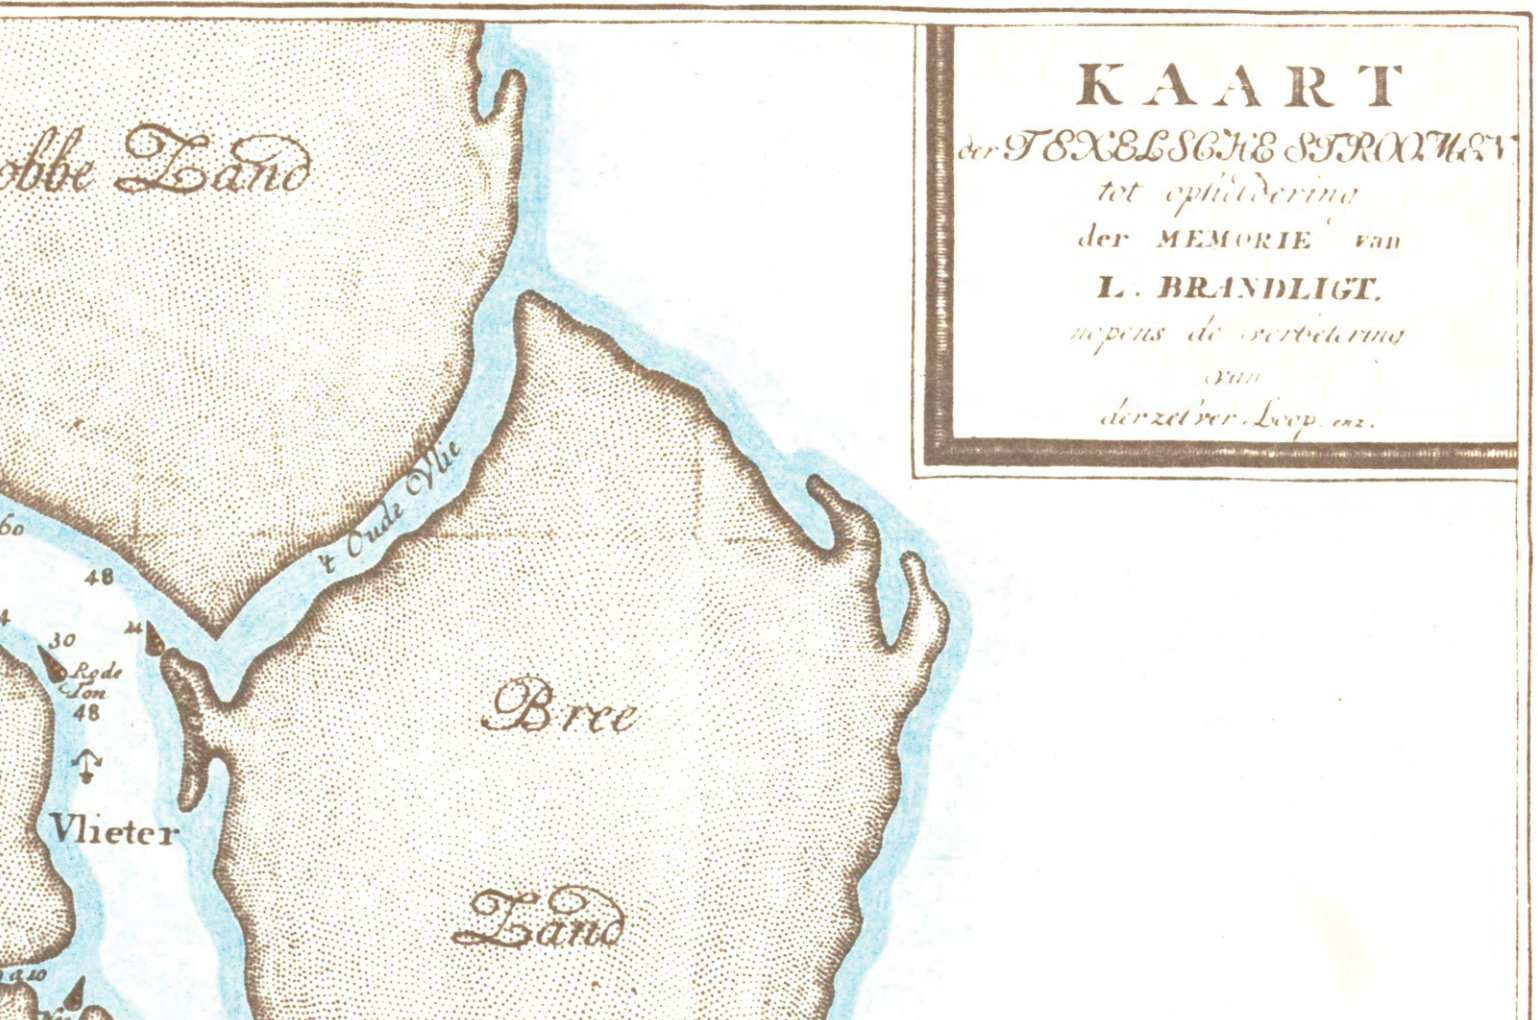 KAART
der TEXELSCHE STROOMEN
tot opheldering
der MEMORIE van
L. BRANDLIGT.
nopens de verbetering
van
derzelver Loop enz.
obbe Zand
't Oude Vlie
60
48
24
30
Rode
Ton
48
Vlieter
Bree
Zand